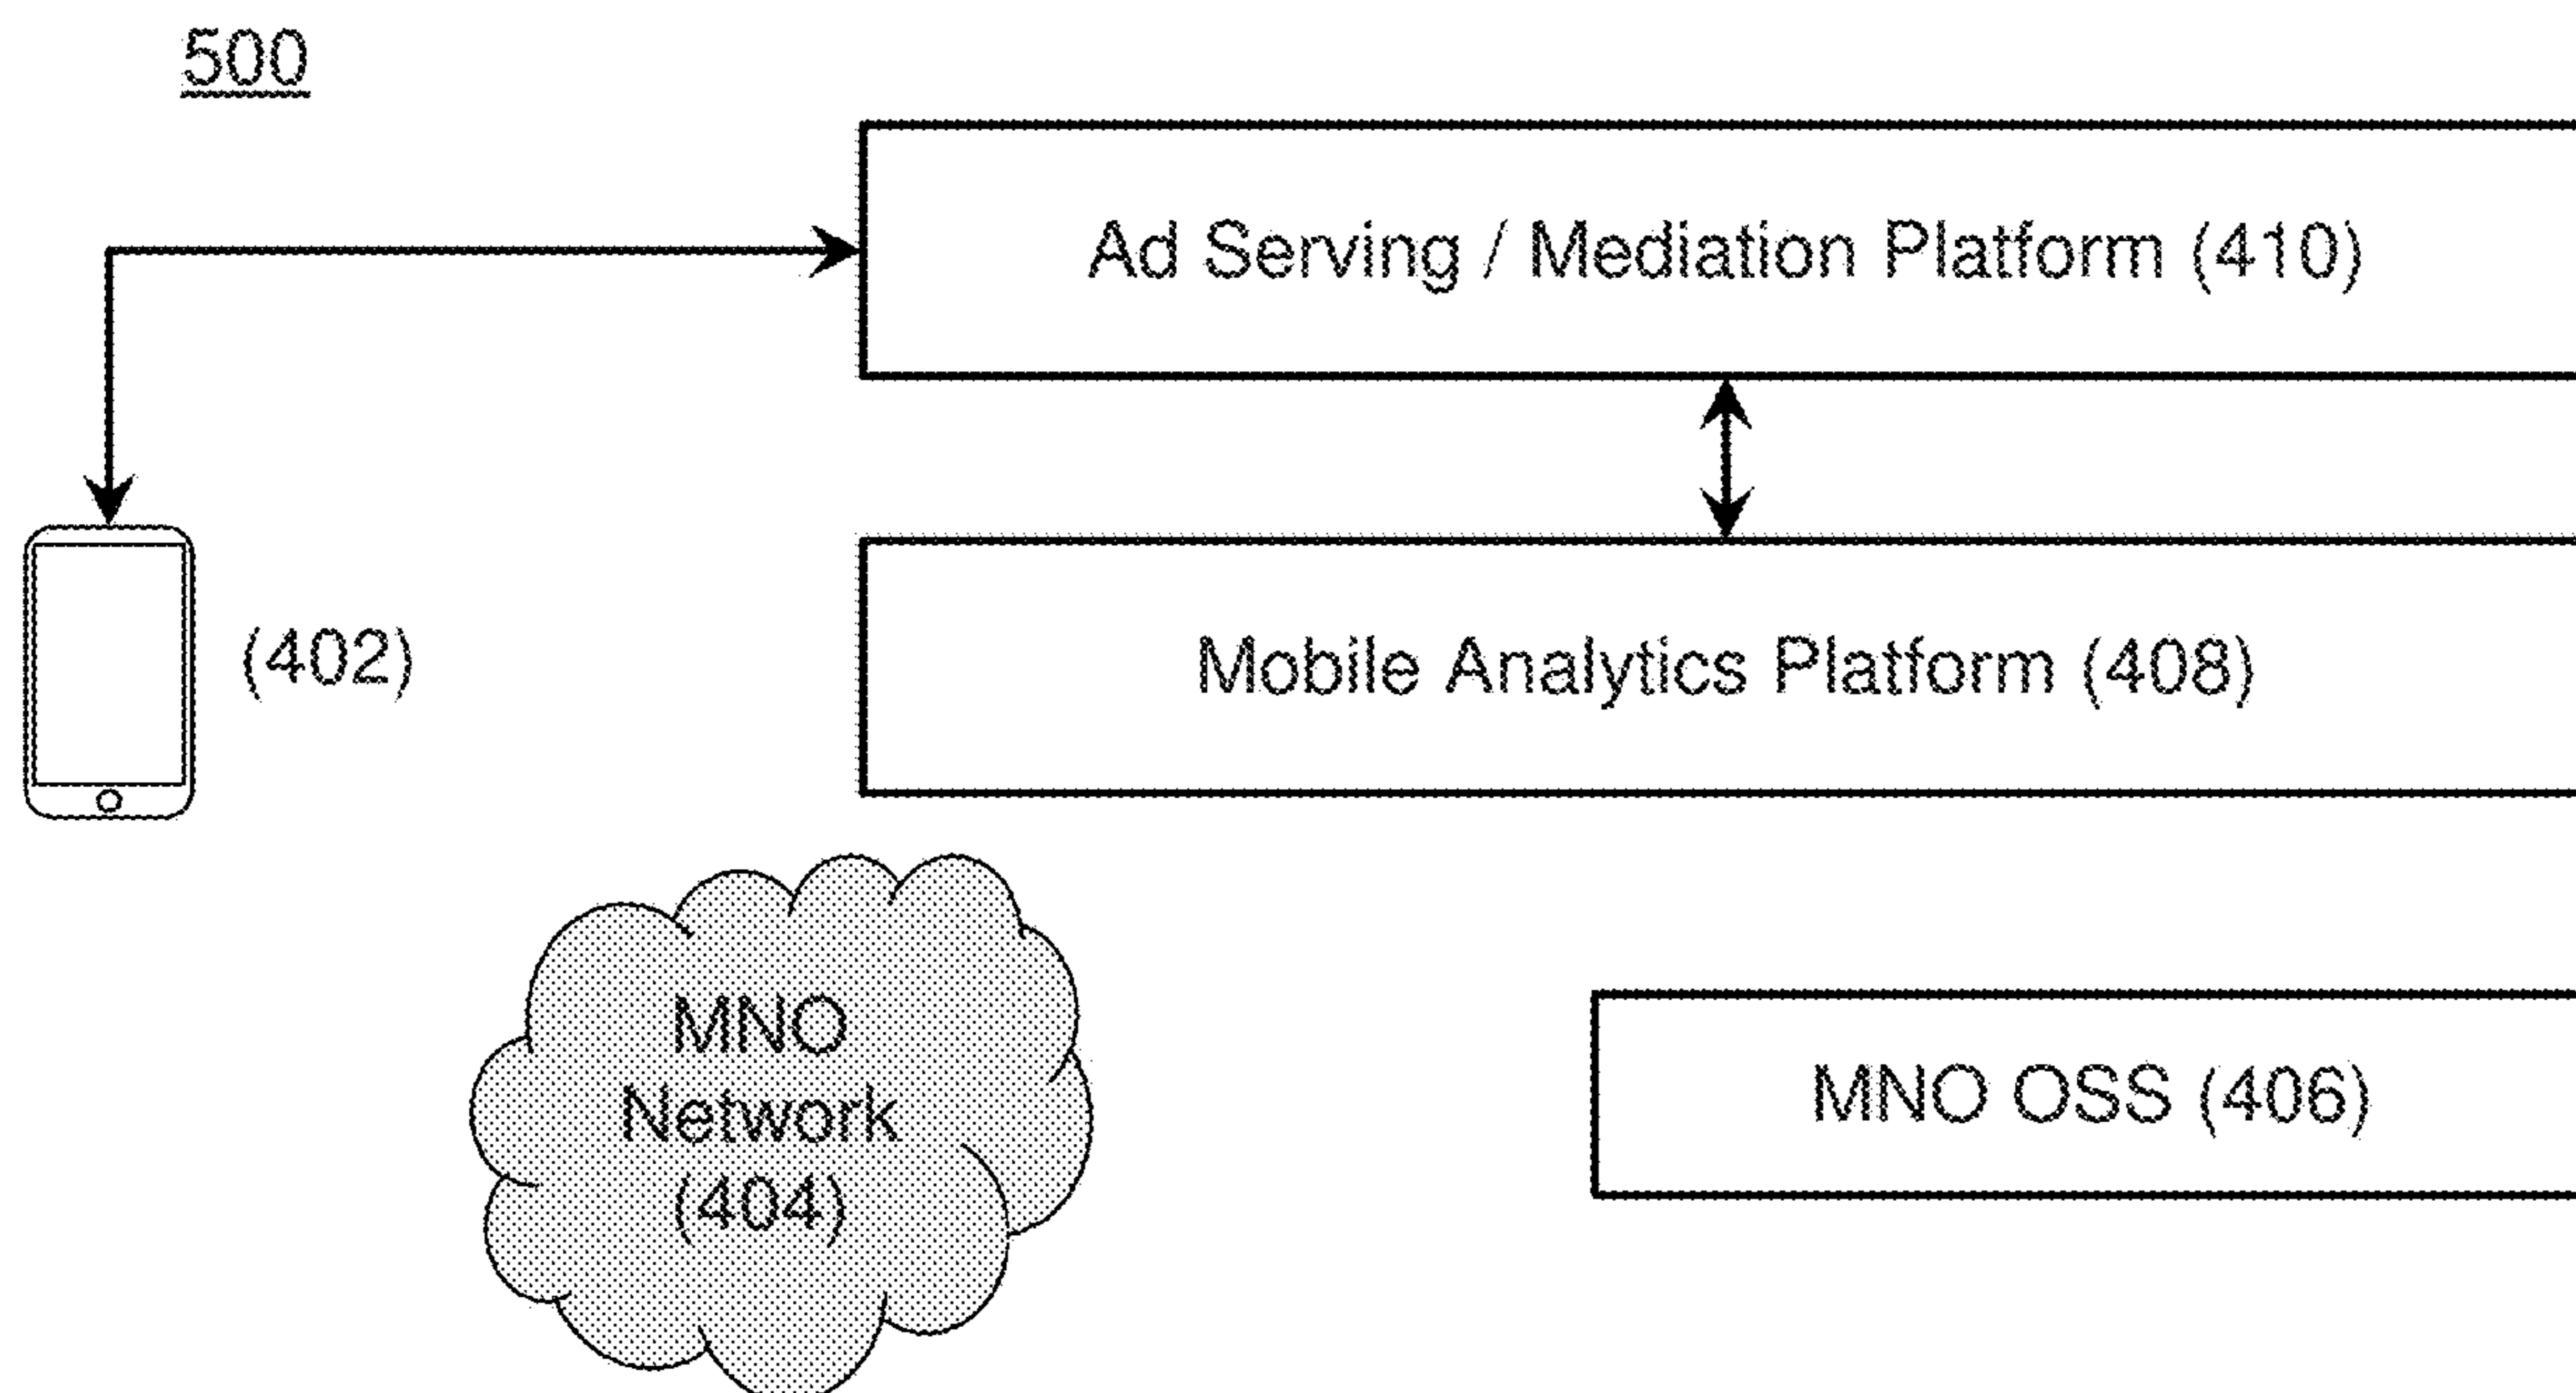 500
Ad Serving / Mediation Platform (410)
(402)
Mobile Analytics Platform (408)
MNO
Network
(404)
MNO OSS (406)